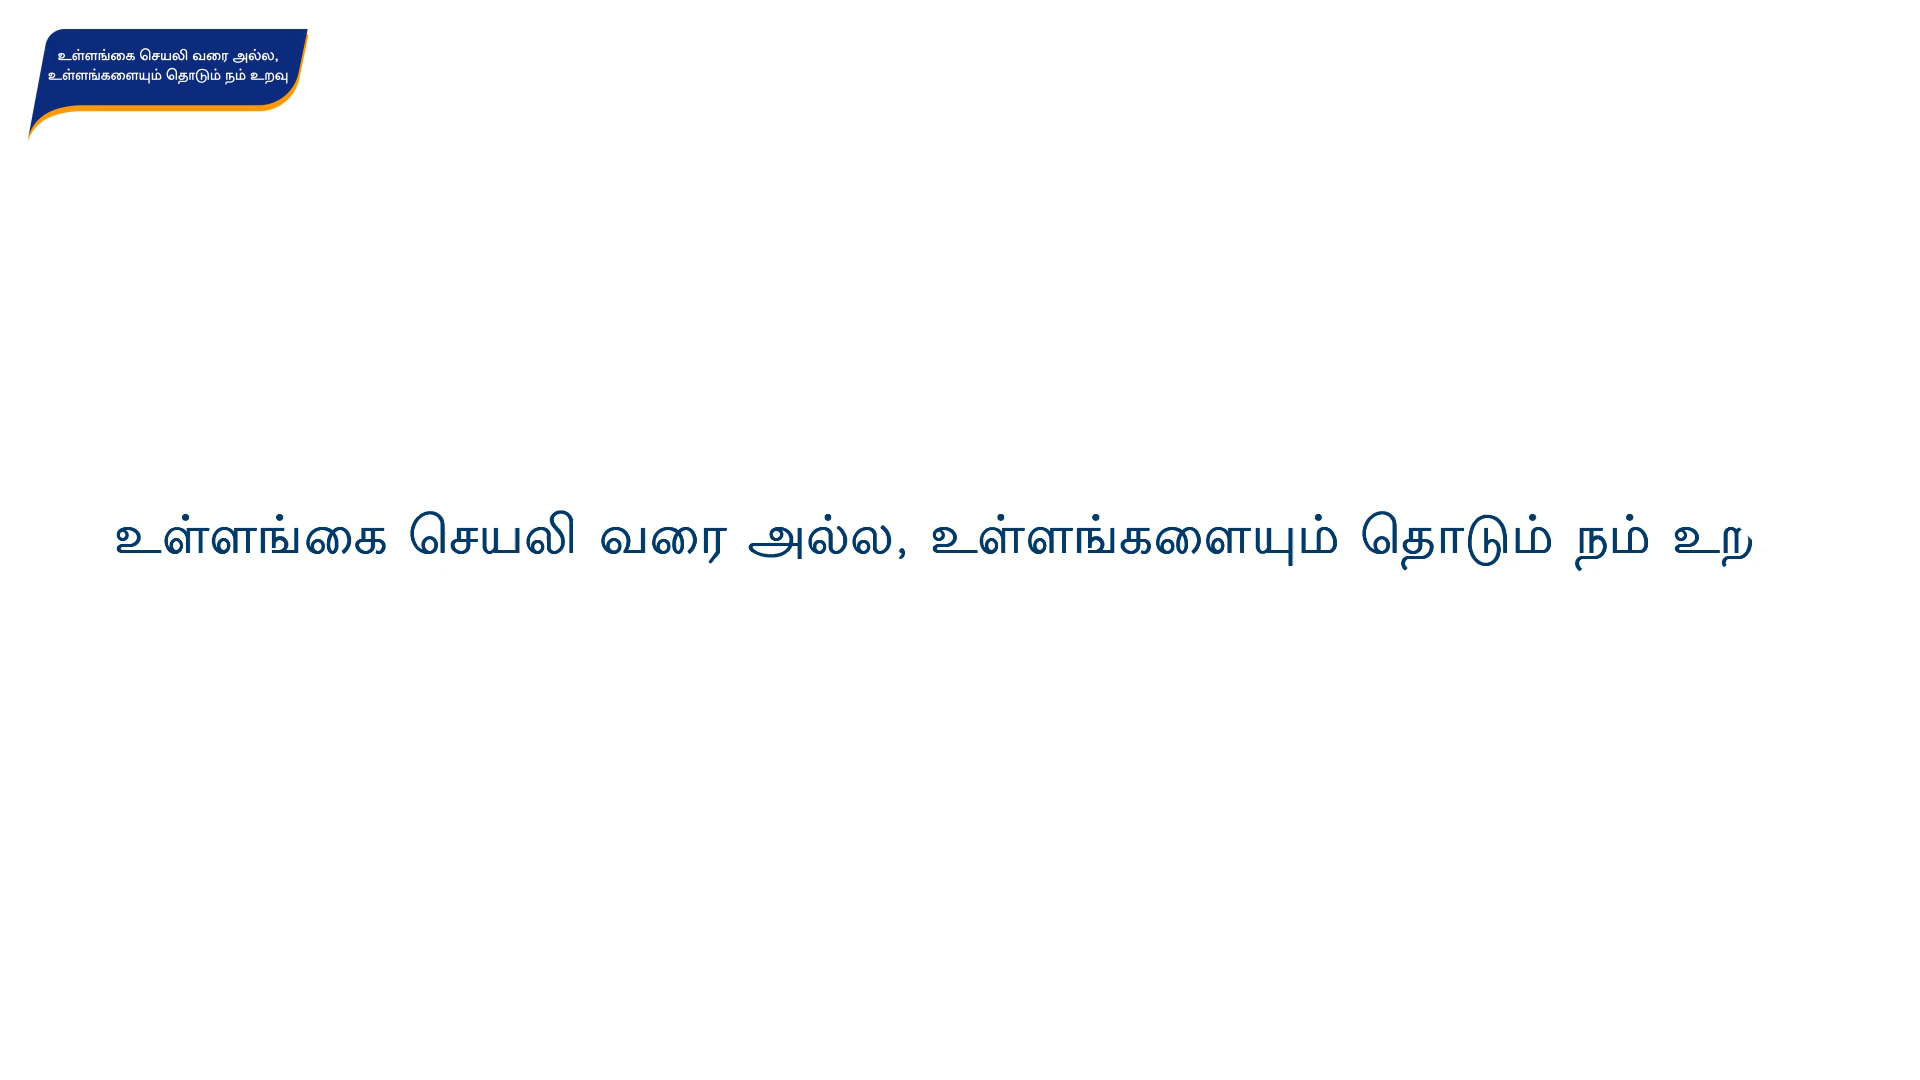 உள்ளங்கை செயலி வரை அல்ல,
உள்ளங்களையும் தொடும் நம் உறவு
உள்ளங்கை செயலி வரை அல்ல, உள்ளங்களையும் தொடும் நம் உற